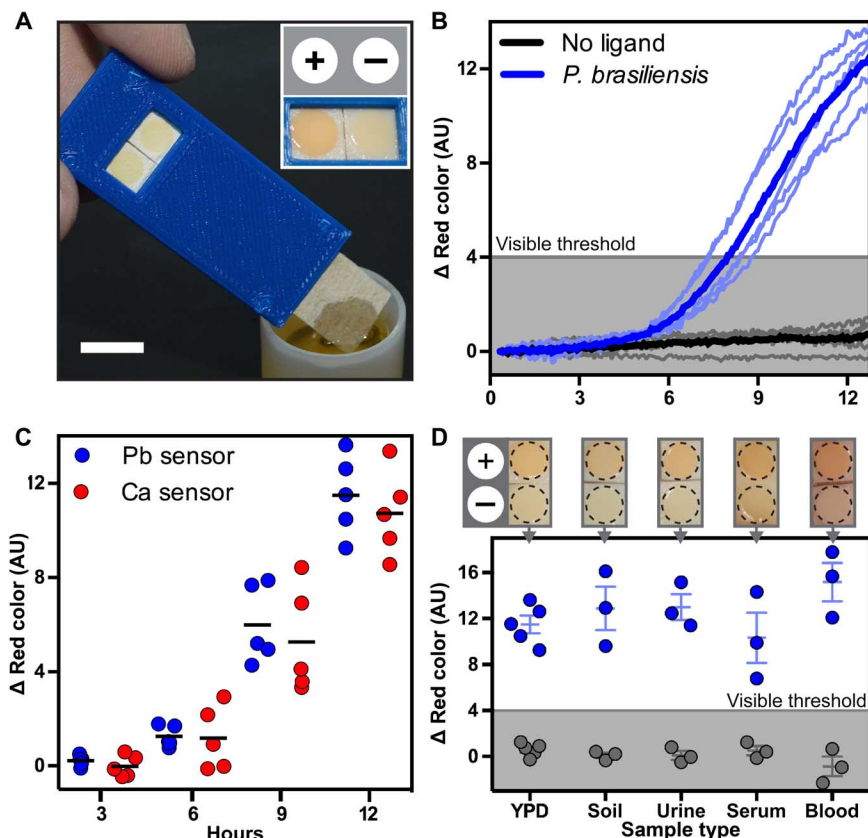 A
+ −
B
No ligand
P. brasiliensis
Δ Red color (AU)
12
8
4
0
Visible threshold
0 3 6 9 12
C
Pb sensor
Ca sensor
Δ Red color (AU)
12
8
4
0
3 6 9 12
Hours
D
+
−
Δ Red color (AU)
16
12
8
4
0
Visible threshold
YPD Soil Urine Serum Blood
Sample type